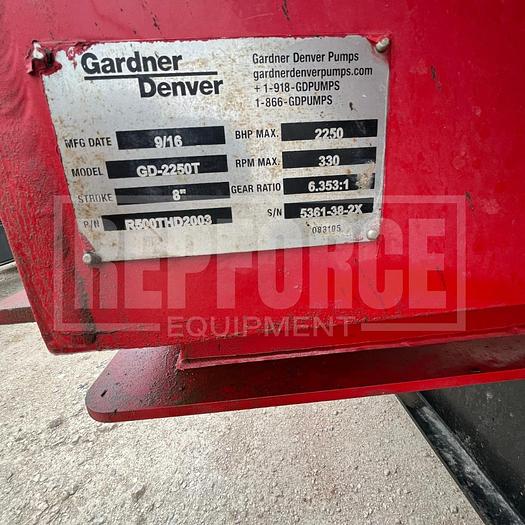 Gardner
Denver
Gardner Denver Pumps
gardnerdenverpumps.com
+1-918-GDPUMPS
1-866-GDPUMPS
MFG DATE 9/16 BHP MAX. 2250
MODEL GD-2250T RPM MAX. 330
STROKE 8" GEAR RATIO 6.353:1
P/N R500THD2003 S/N 5361-38-2X
083195
REPFORCE
EQUIPMENT